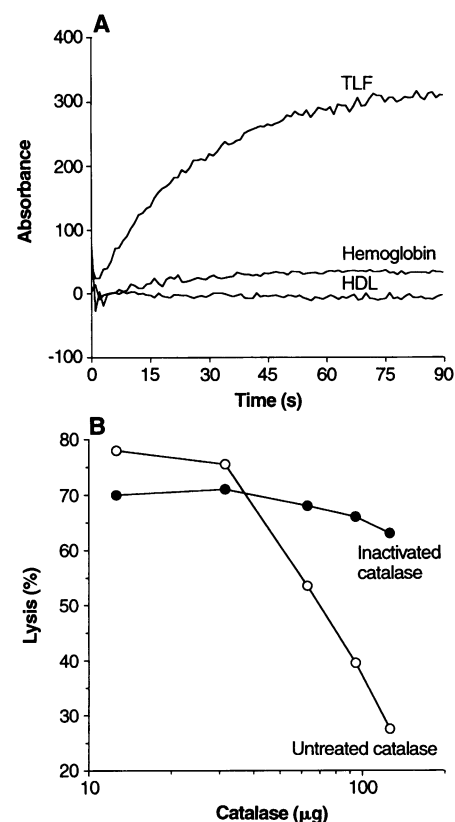 A
400
300
200
100
0
-100
Absorbance
TLF
Hemoglobin
HDL
0 15 30 45 60 75 90
Time (s)
B
80
70
60
50
40
30
20
Lysis (%)
Inactivated
catalase
Untreated catalase
10 100
Catalase (μg)